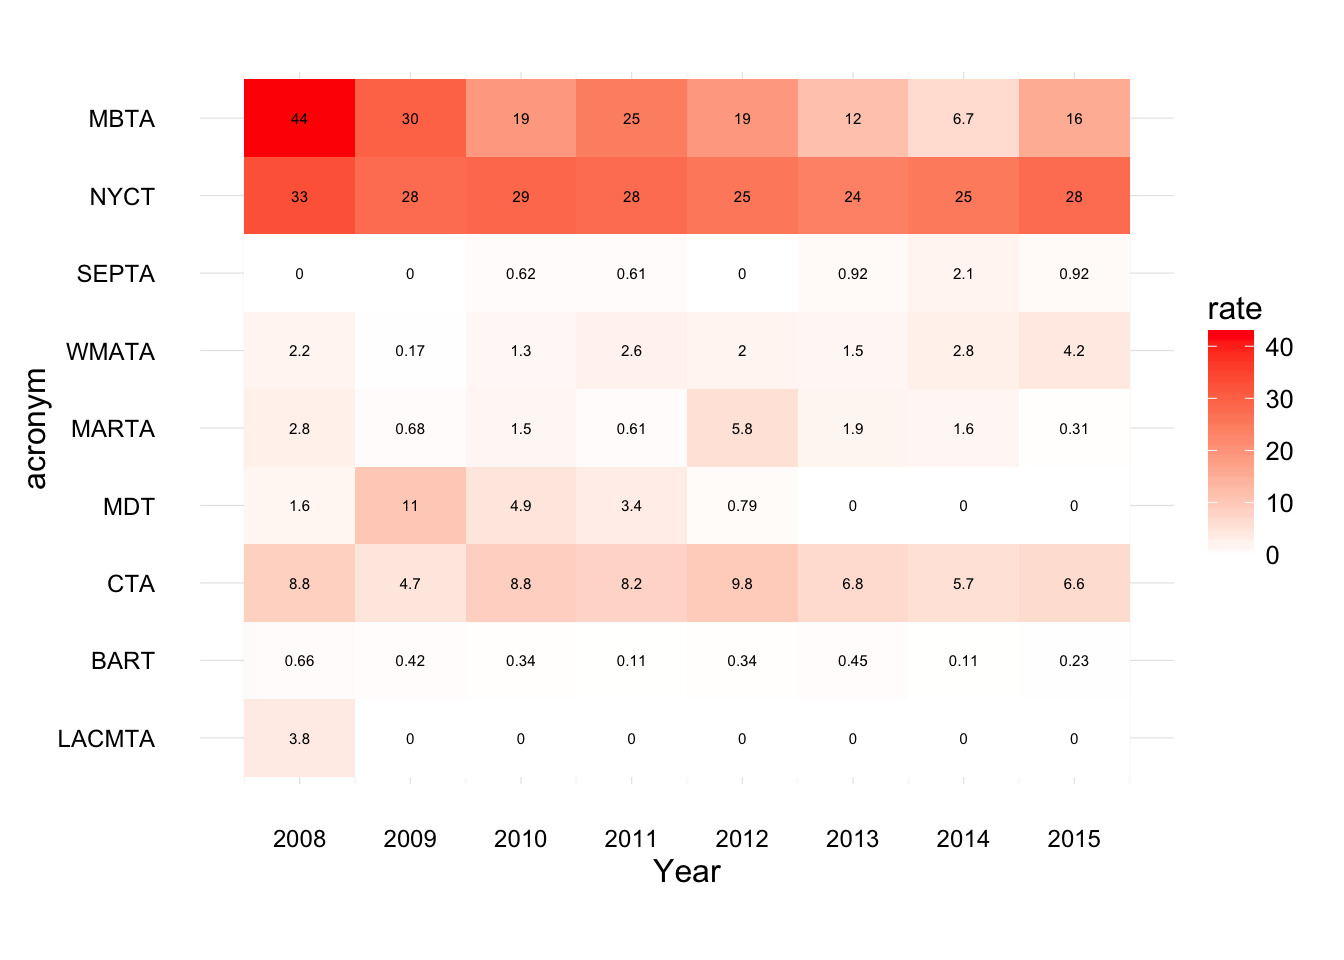 MBTA 44 30 19 25 19 12 6.7 16
NYCT 33 28 29 28 25 24 25 28
SEPTA 0 0 0.62 0.61 0 0.92 2.1 0.92
WMATA 2.2 0.17 1.3 2.6 2 1.5 2.8 4.2
MARTA 2.8 0.68 1.5 0.61 5.8 1.9 1.6 0.31
MDT 1.6 11 4.9 3.4 0.79 0 0 0
CTA 8.8 4.7 8.8 8.2 9.8 6.8 5.7 6.6
BART 0.66 0.42 0.34 0.11 0.34 0.45 0.11 0.23
LACMTA 3.8 0 0 0 0 0 0 0
2008 2009 2010 2011 2012 2013 2014 2015
Year
acronym
rate
40
30
20
10
0